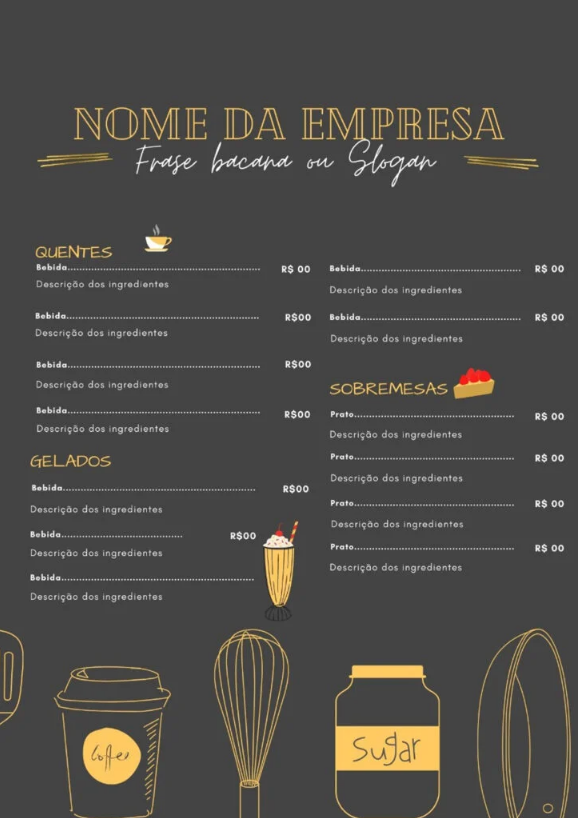 NOME DA EMPRESA
Frase bacana ou Slogan
QUENTES
Bebida.................................................... R$ 00
Descrição dos ingredientes
Bebida.................................................... R$00
Descrição dos ingredientes
Bebida.................................................... R$00
Descrição dos ingredientes
Bebida.................................................... R$00
Descrição dos ingredientes
GELADOS
Bebida.................................................... R$00
Descrição dos ingredientes
Bebida................................. R$00
Descrição dos ingredientes
Bebida....................................................
Descrição dos ingredientes
Bebida.................................................... R$ 00
Descrição dos ingredientes
Bebida.................................................... R$ 00
Descrição dos ingredientes
SOBREMESAS
Prato.................................................... R$ 00
Descrição dos ingredientes
Prato.................................................... R$ 00
Descrição dos ingredientes
Prato.................................................... R$ 00
Descrição dos ingredientes
Prato.................................................... R$ 00
Descrição dos ingredientes
Coffee
Sugar